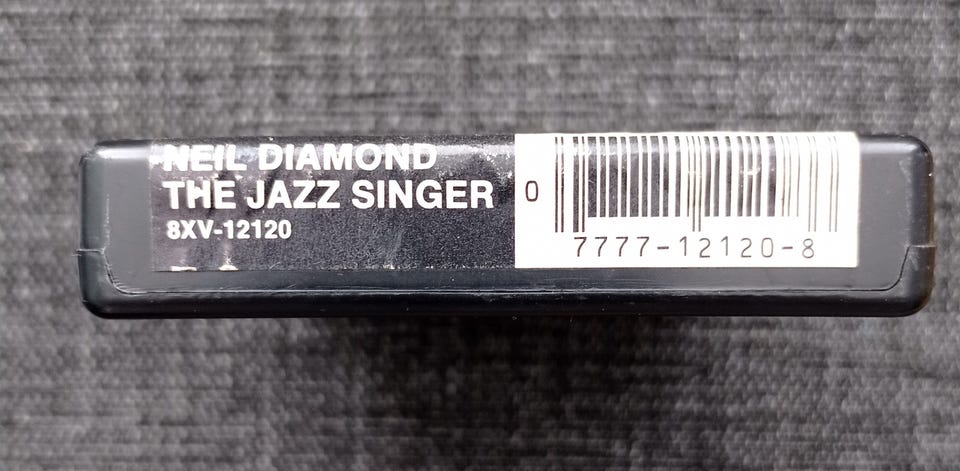 NEIL DIAMOND
THE JAZZ SINGER
8XV-12120
0
7777-12120-8